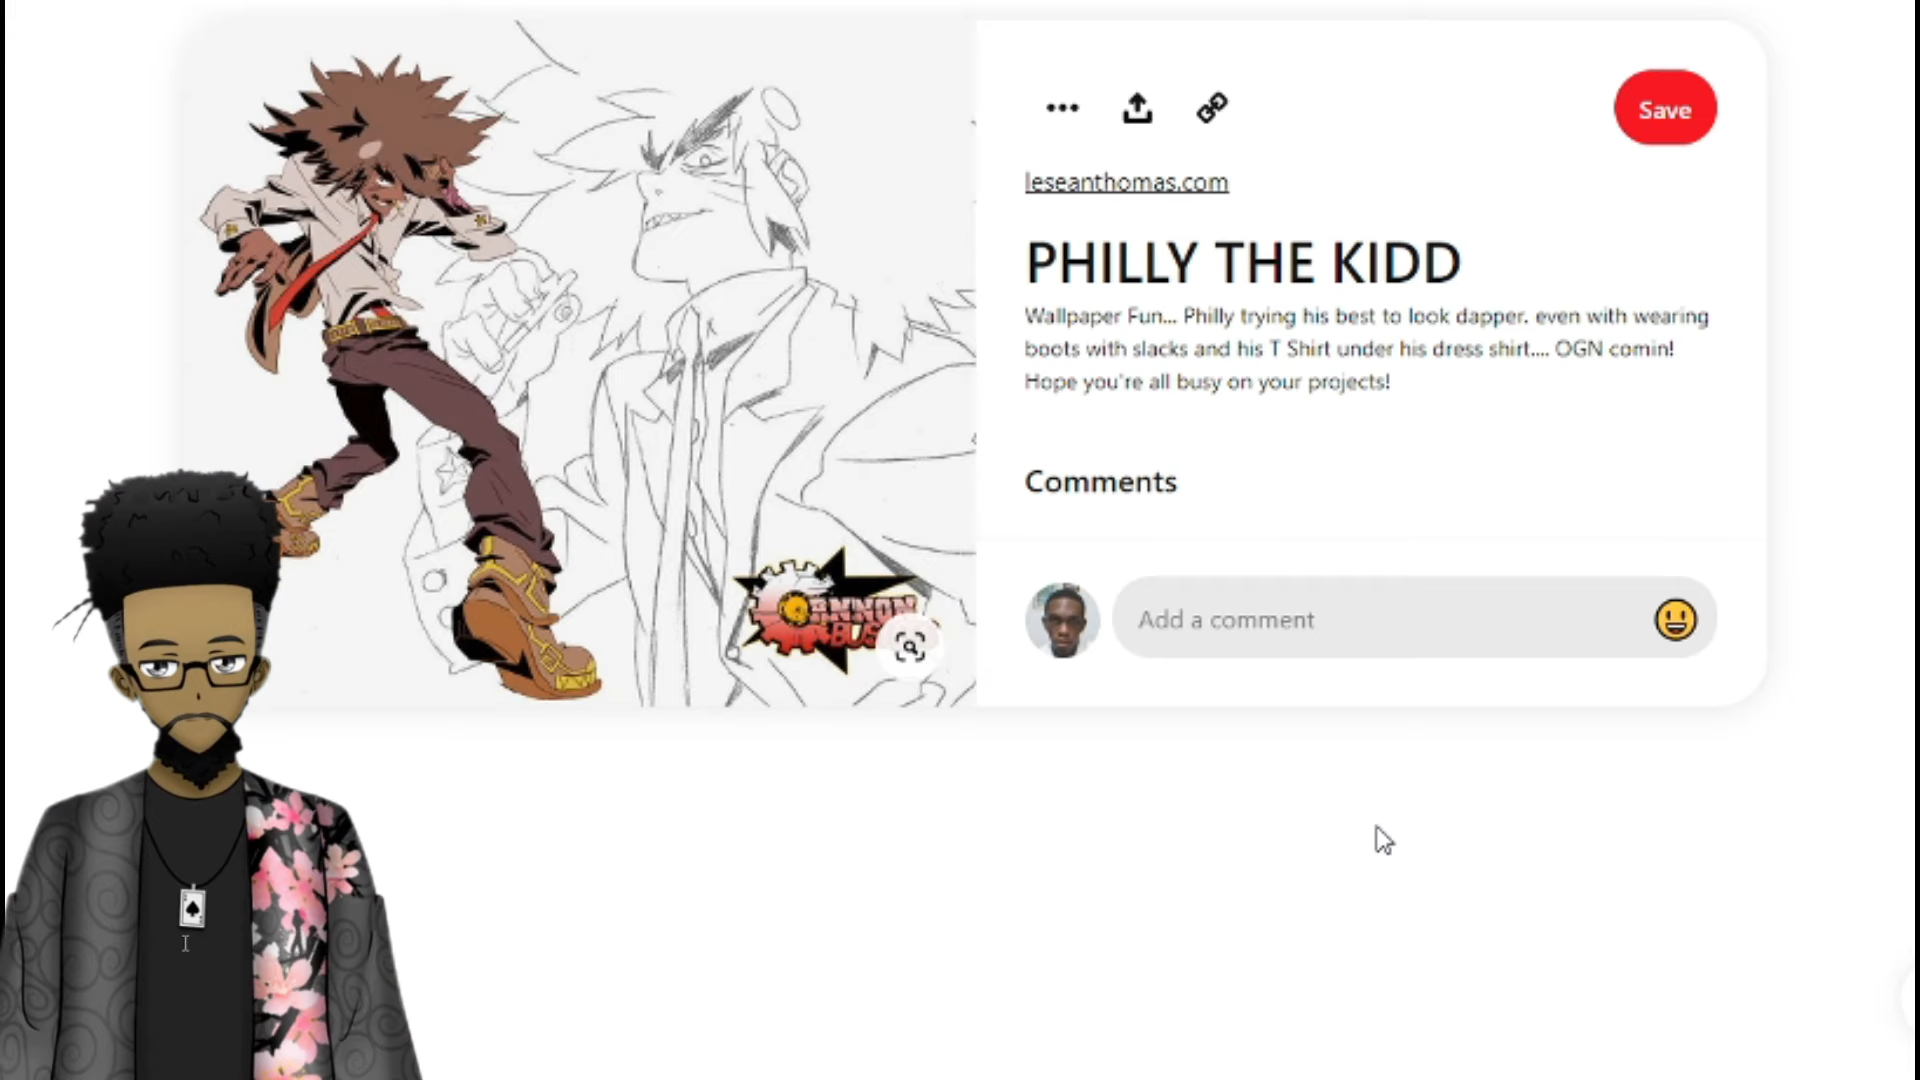 Save
leseanthomas.com
PHILLY THE KIDD
Wallpaper Fun... Philly trying his best to look dapper. even with wearing
boots with slacks and his T Shirt under his dress shirt.... OGN comin!
Hope you're all busy on your projects!
Comments
CANNON
Add a comment